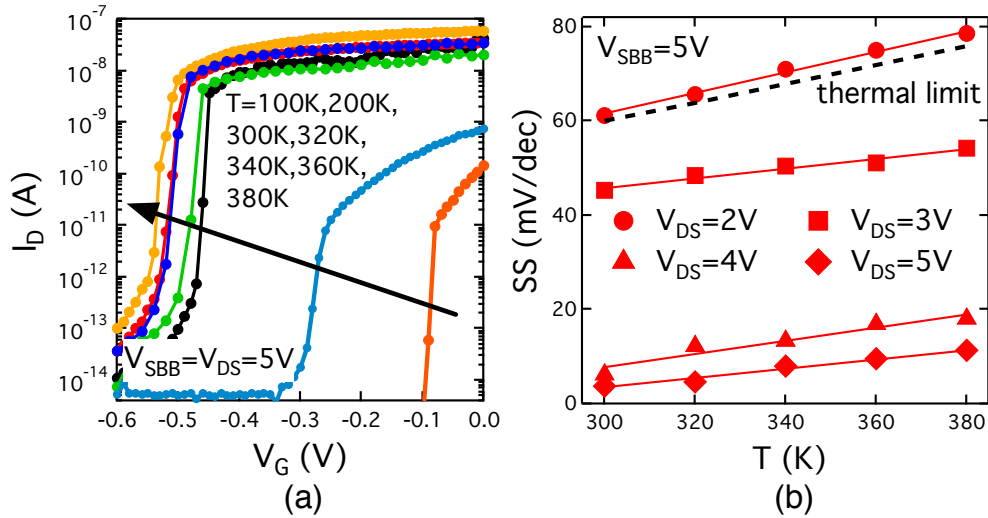 10⁻⁷
10⁻⁸
10⁻⁹
10⁻¹⁰
10⁻¹¹
10⁻¹²
10⁻¹³
10⁻¹⁴
I_D (A)
T=100K,200K,
300K,320K,
340K,360K,
380K
V_SBB=V_DS=5V
-0.6 -0.5 -0.4 -0.3 -0.2 -0.1 0.0
V_G (V)
(a)
80
60
40
20
0
SS (mV/dec)
V_SBB=5V
thermal limit
V_DS=2V V_DS=3V
V_DS=4V V_DS=5V
300 320 340 360 380
T (K)
(b)